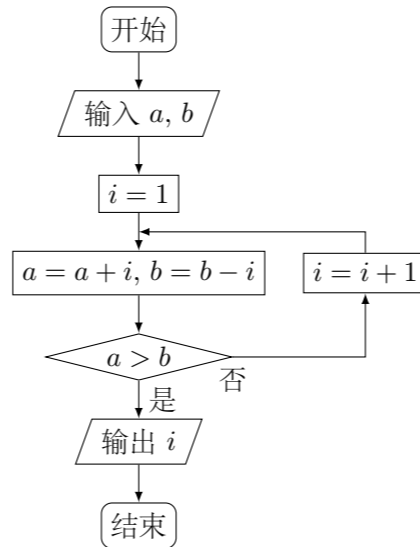 开始
输入 a, b
i = 1
a = a + i, b = b − i
i = i + 1
a > b
否
是
输出 i
结束